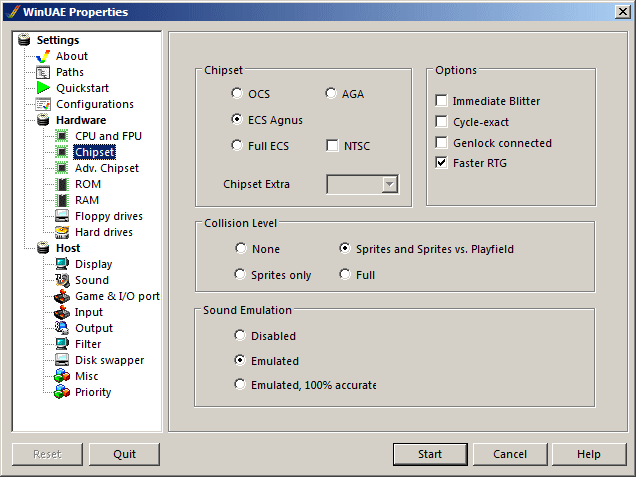 WinUAE Properties
Settings
About
Paths
Quickstart
Configurations
Hardware
CPU and FPU
Chipset
Adv. Chipset
ROM
RAM
Floppy drives
Hard drives
Host
Display
Sound
Game & I/O port
Input
Output
Filter
Disk swapper
Misc
Priority
Chipset
OCS AGA
ECS Agnus
Full ECS NTSC
Chipset Extra
Options
Immediate Blitter
Cycle-exact
Genlock connected
Faster RTG
Collision Level
None Sprites and Sprites vs. Playfield
Sprites only Full
Sound Emulation
Disabled
Emulated
Emulated, 100% accurate
Reset Quit Start Cancel Help